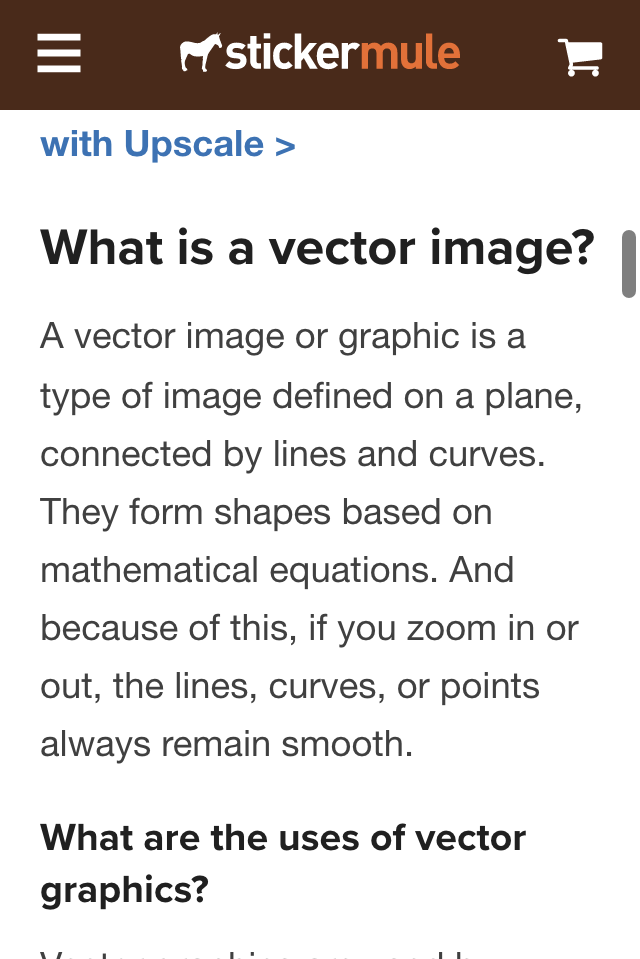 stickermule
with Upscale >
What is a vector image?
A vector image or graphic is a
type of image defined on a plane,
connected by lines and curves.
They form shapes based on
mathematical equations. And
because of this, if you zoom in or
out, the lines, curves, or points
always remain smooth.
What are the uses of vector
graphics?